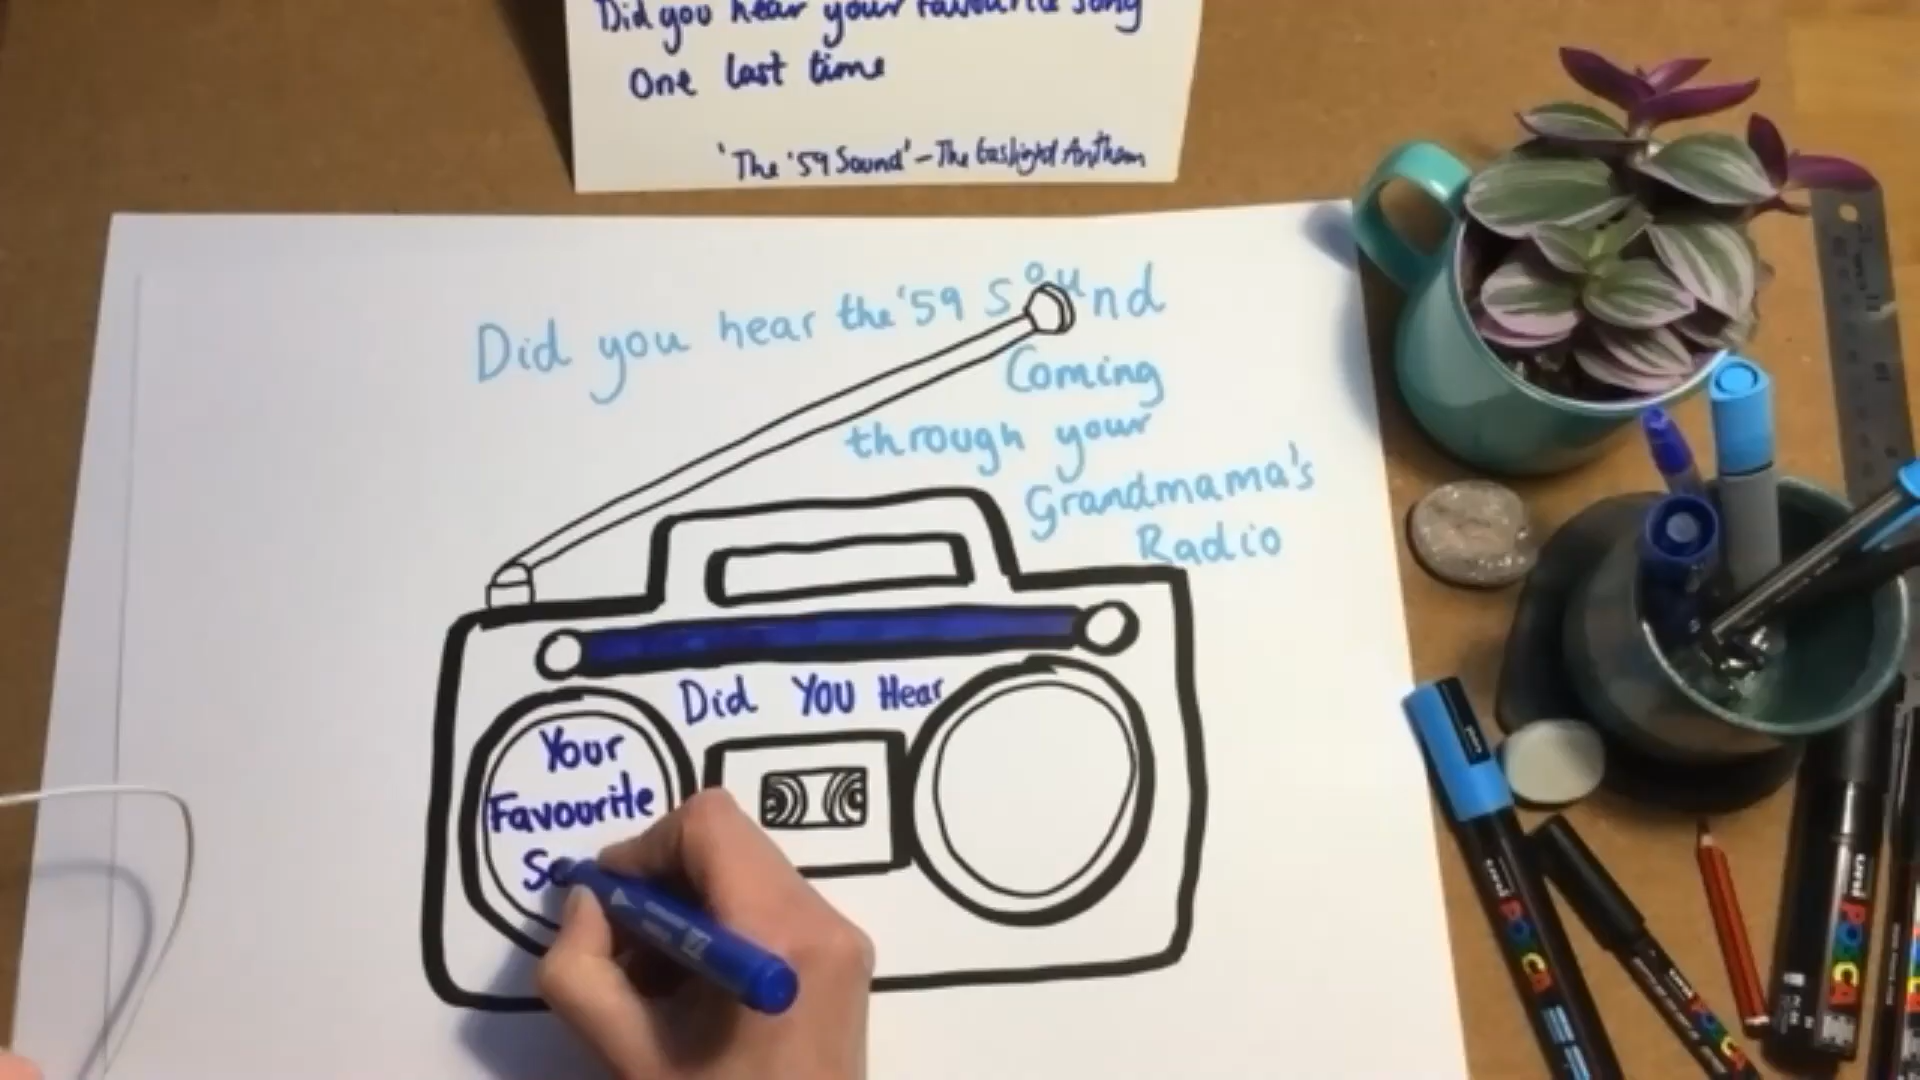 Did you hear your favourite song
One last time
'The '59 Sound' - The Gaslight Anthem
Did you hear the '59 Sound
Coming
through your
Grandmama's
Radio
Did YOU Hear
Your
Favourite
So
POSCA
POSCA
POSCA